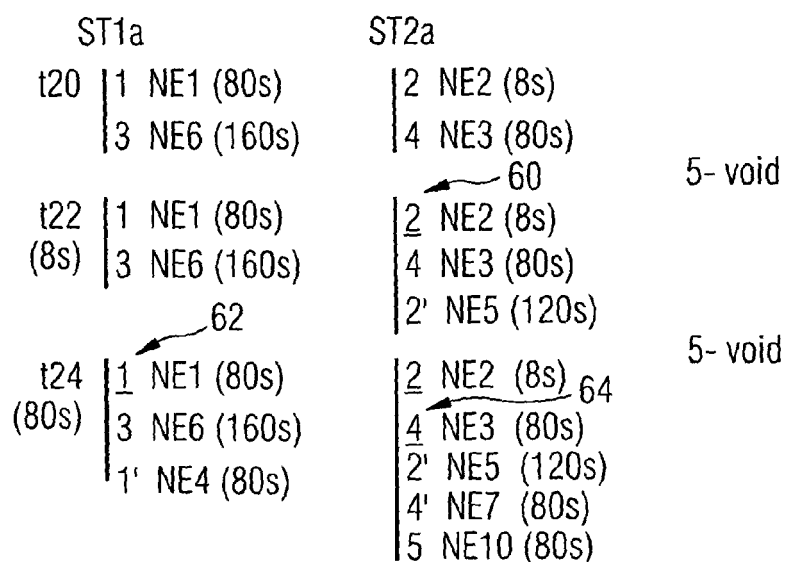 ST1a ST2a
t20 1 NE1 (80s) 2 NE2 (8s)
3 NE6 (160s) 4 NE3 (80s)
60 5- void
t22 1 NE1 (80s) 2 NE2 (8s)
(8s) 3 NE6 (160s) 4 NE3 (80s)
2' NE5 (120s)
62 5- void
t24 1 NE1 (80s) 2 NE2 (8s) 64
(80s) 3 NE6 (160s) 4 NE3 (80s)
1' NE4 (80s) 2' NE5 (120s)
4' NE7 (80s)
5 NE10 (80s)